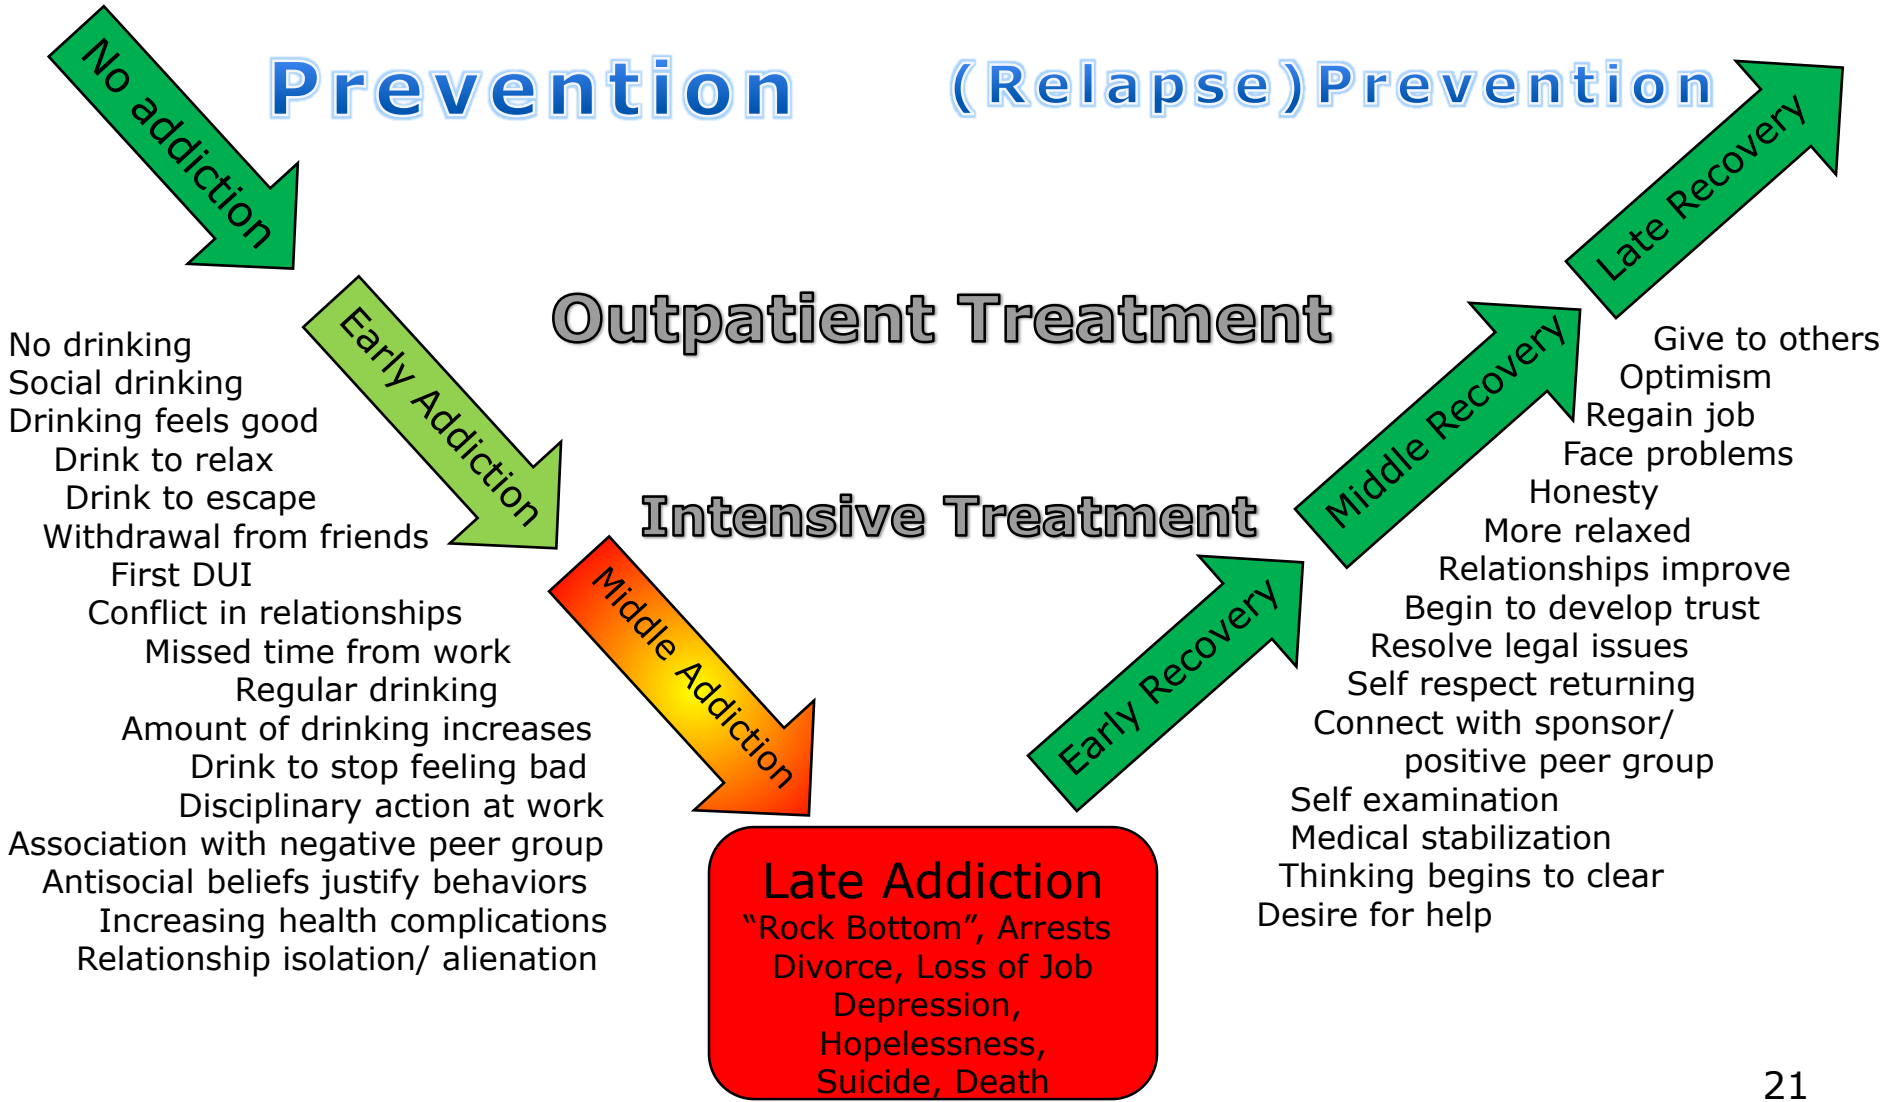 No addiction
Prevention
(Relapse)Prevention
Late Recovery
Early Addiction
Outpatient Treatment
Middle Recovery
Intensive Treatment
Middle Addiction
Early Recovery
No drinking
Social drinking
Drinking feels good
Drink to relax
Drink to escape
Withdrawal from friends
First DUI
Conflict in relationships
Missed time from work
Regular drinking
Amount of drinking increases
Drink to stop feeling bad
Disciplinary action at work
Association with negative peer group
Antisocial beliefs justify behaviors
Increasing health complications
Relationship isolation/ alienation
Late Addiction
“Rock Bottom”, Arrests
Divorce, Loss of Job
Depression,
Hopelessness,
Suicide, Death
Give to others
Optimism
Regain job
Face problems
Honesty
More relaxed
Relationships improve
Begin to develop trust
Resolve legal issues
Self respect returning
Connect with sponsor/
positive peer group
Self examination
Medical stabilization
Thinking begins to clear
Desire for help
21